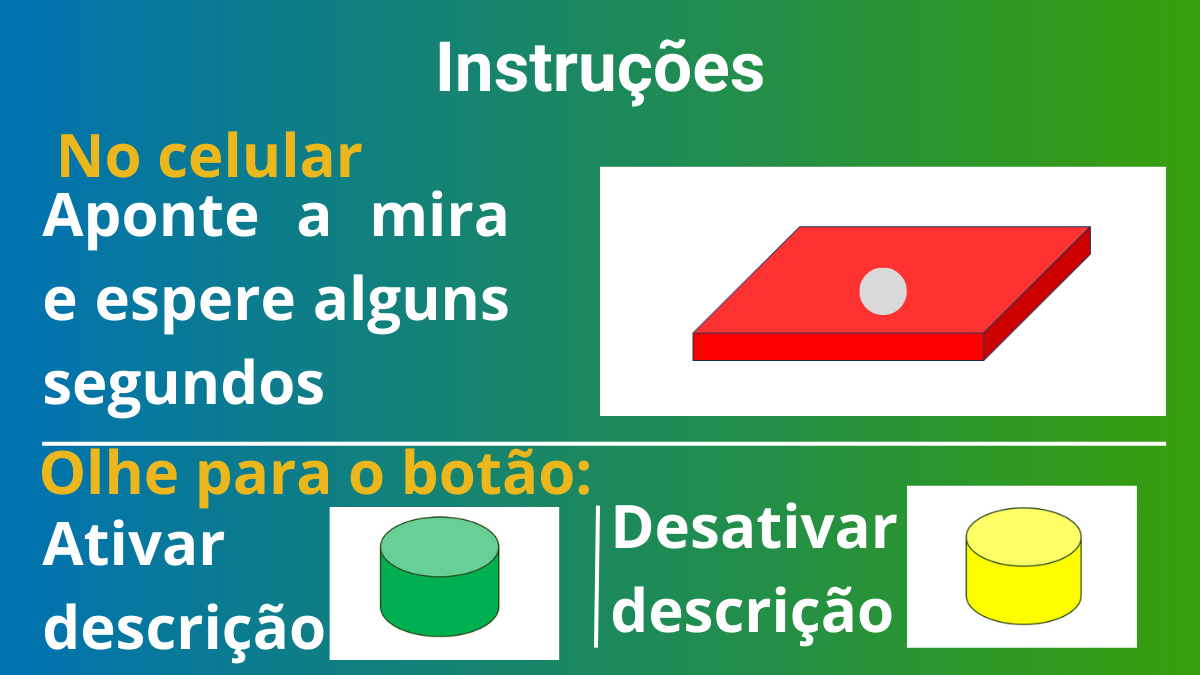 Instruções
No celular
Aponte a mira
e espere alguns
segundos
Olhe para o botão:
Ativar
descrição
Desativar
descrição